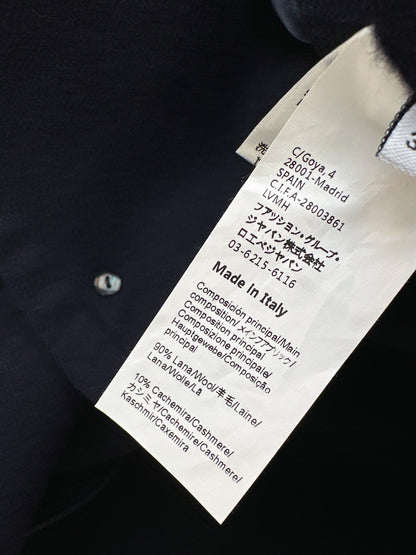 C/Goya, 4
28001-Madrid
SPAIN
C.I.F.A-28003861
LVMH
ファッション・グループ・
ジャパン株式会社
ロエベジャパン
03-6215-6116
Made In Italy
Composición principal/Main
composition/メインファブリック/
Composition principal/
Composizione principale/
Hauptgewebe/Composição
principal
90% Lana/Wool/羊毛/Laine/
Lana/Wolle/Lã
10% Cachemira/Cashmere/
カシミヤ/Cachemire/Cashmere/
Kaschmir/Caxemira
洗
3